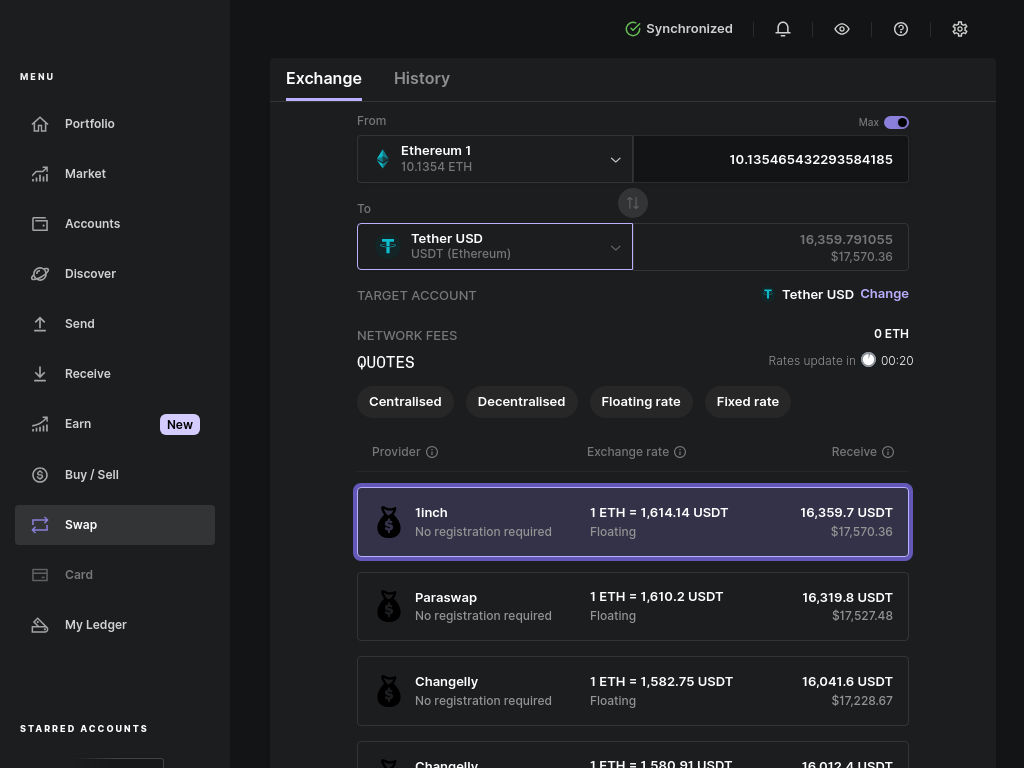 Synchronized
MENU
Portfolio
Market
Accounts
Discover
Send
Receive
Earn New
Buy / Sell
Swap
Card
My Ledger
STARRED ACCOUNTS
Exchange History
From Max
Ethereum 1
10.1354 ETH
10.135465432293584185
To
Tether USD
USDT (Ethereum)
16,359.791055
$17,570.36
TARGET ACCOUNT Tether USD Change
NETWORK FEES 0 ETH
QUOTES Rates update in 00:20
Centralised Decentralised Floating rate Fixed rate
Provider Exchange rate Receive
1inch 1 ETH = 1,614.14 USDT 16,359.7 USDT
No registration required Floating $17,570.36
Paraswap 1 ETH = 1,610.2 USDT 16,319.8 USDT
No registration required Floating $17,527.48
Changelly 1 ETH = 1,582.75 USDT 16,041.6 USDT
No registration required Floating $17,228.67
Changelly 1 ETH = 1,580.91 USDT 16,012.4 USDT